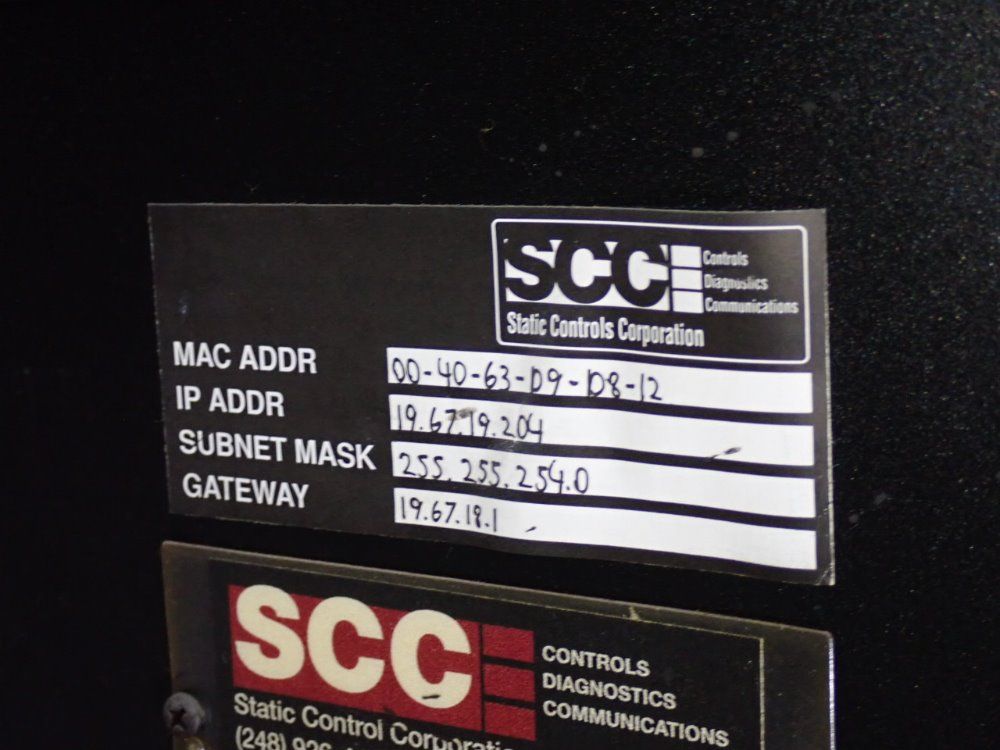 SCC
Controls
Diagnostics
Communications
Static Controls Corporation
MAC ADDR 00-40-63-D9-D8-12
IP ADDR 19.67.19.204
SUBNET MASK 255.255.254.0
GATEWAY 19.67.18.1
SCC
CONTROLS
DIAGNOSTICS
COMMUNICATIONS
Static Control Corporation
(248)